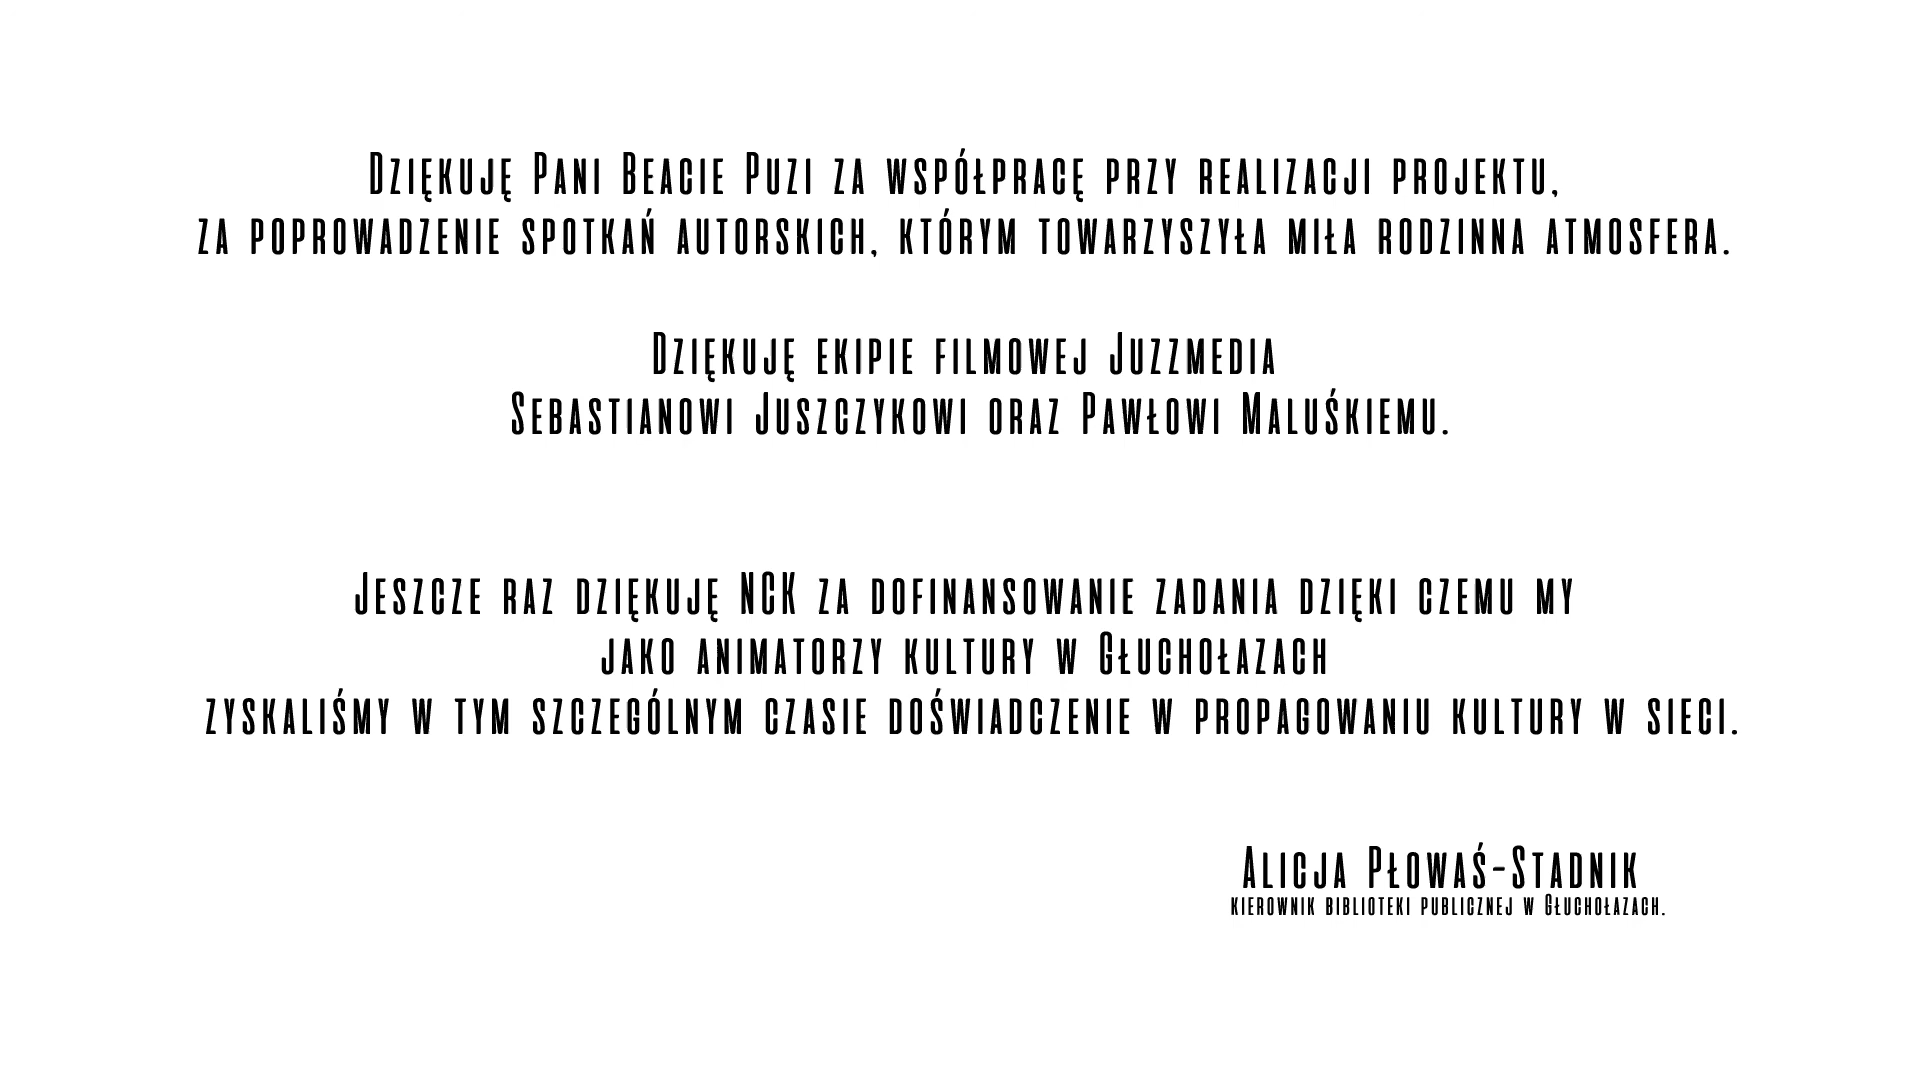 Dziękuję Pani Beacie Puzi za współpracę przy realizacji projektu,
za poprowadzenie spotkań autorskich, którym towarzyszyła miła rodzinna atmosfera.
Dziękuję ekipie filmowej Juzzmedia
Sebastianowi Juszczykowi oraz Pawłowi Maluśkiemu.
Jeszcze raz dziękuję NCK za dofinansowanie zadania dzięki czemu my
jako animatorzy kultury w Głuchołazach
zyskaliśmy w tym szczególnym czasie doświadczenie w propagowaniu kultury w sieci.
Alicja Płowaś-Stadnik
kierownik biblioteki publicznej w Głuchołazach.